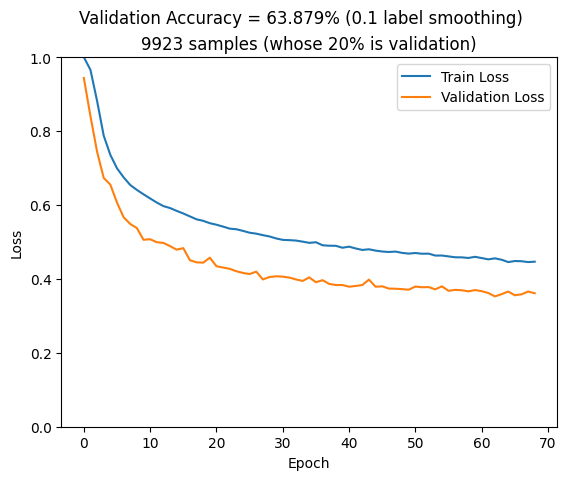 Validation Accuracy = 63.879% (0.1 label smoothing)
9923 samples (whose 20% is validation)
1.0
Train Loss
Validation Loss
0.8
0.6
Loss
0.4
0.2
0.0
0 10 20 30 40 50 60 70
Epoch